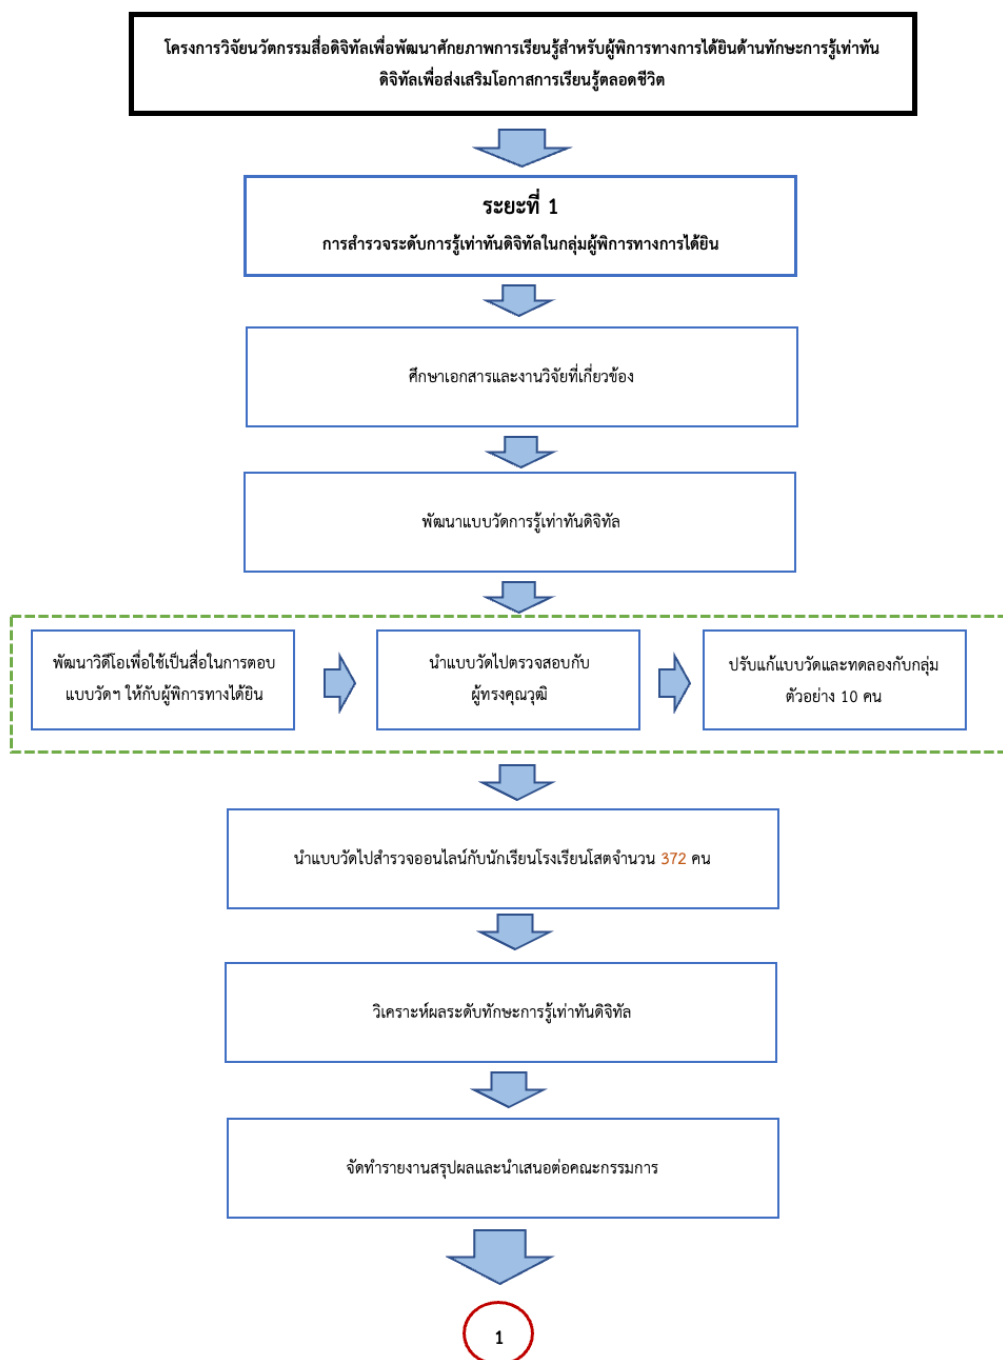 โครงการวิจัยนวัตกรรมสื่อดิจิทัลเพื่อพัฒนาศักยภาพการเรียนรู้สำหรับผู้พิการทางการได้ยินด้านทักษะการรู้เท่าทัน
ดิจิทัลเพื่อส่งเสริมโอกาสการเรียนรู้ตลอดชีวิต
ระยะที่ 1
การสำรวจระดับการรู้เท่าทันดิจิทัลในกลุ่มผู้พิการทางการได้ยิน
ศึกษาเอกสารและงานวิจัยที่เกี่ยวข้อง
พัฒนาแบบวัดการรู้เท่าทันดิจิทัล
พัฒนาวิดีโอเพื่อใช้เป็นสื่อในการตอบ
แบบวัดฯ ให้กับผู้พิการทางได้ยิน
นำแบบวัดไปตรวจสอบกับ
ผู้ทรงคุณวุฒิ
ปรับแก้แบบวัดและทดลองกับกลุ่ม
ตัวอย่าง 10 คน
นำแบบวัดไปสำรวจออนไลน์กับนักเรียนโรงเรียนโสตจำนวน 372 คน
วิเคราะห์ผลระดับทักษะการรู้เท่าทันดิจิทัล
จัดทำรายงานสรุปผลและนำเสนอต่อคณะกรรมการ
1